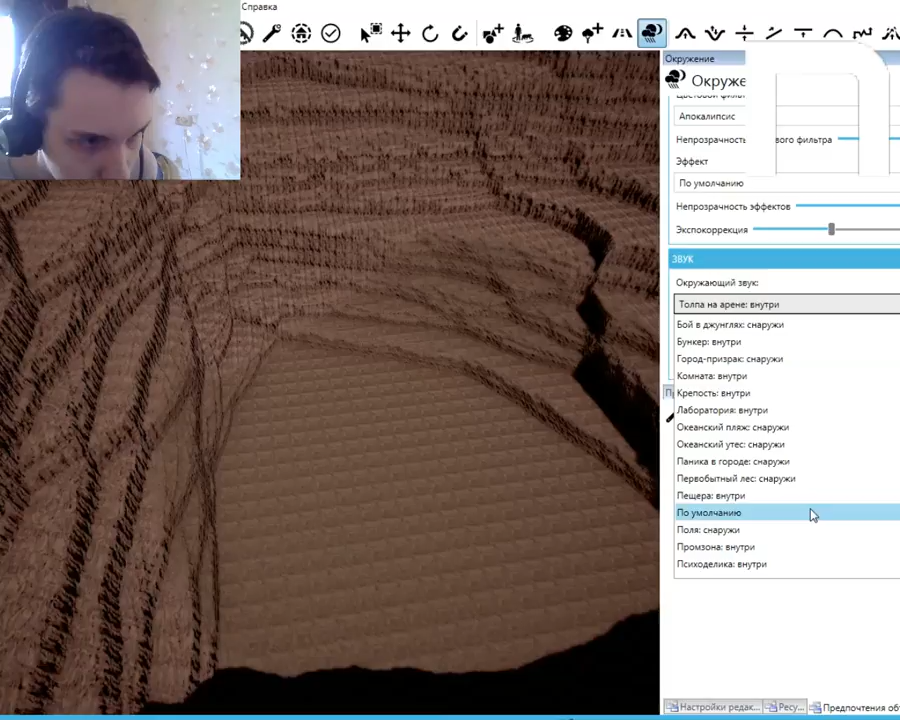 Справка
Окружение
Окруже
Апокалипсис
Непрозрачность вого фильтра
Эффект
По умолчанию
Непрозрачность эффектов
Экспокоррекция
ЗВУК
Окружающий звук:
Толпа на арене: внутри
Бой в джунглях: снаружи
Бункер: внутри
Город-призрак: снаружи
Комната: внутри
Крепость: внутри
Лаборатория: внутри
Океанский пляж: снаружи
Океанский утес: снаружи
Паника в городе: снаружи
Первобытный лес: снаружи
Пещера: внутри
По умолчанию
Поля: снаружи
Промзона: внутри
Психоделика: внутри
Настройки редак... Ресу... Предпочтения об